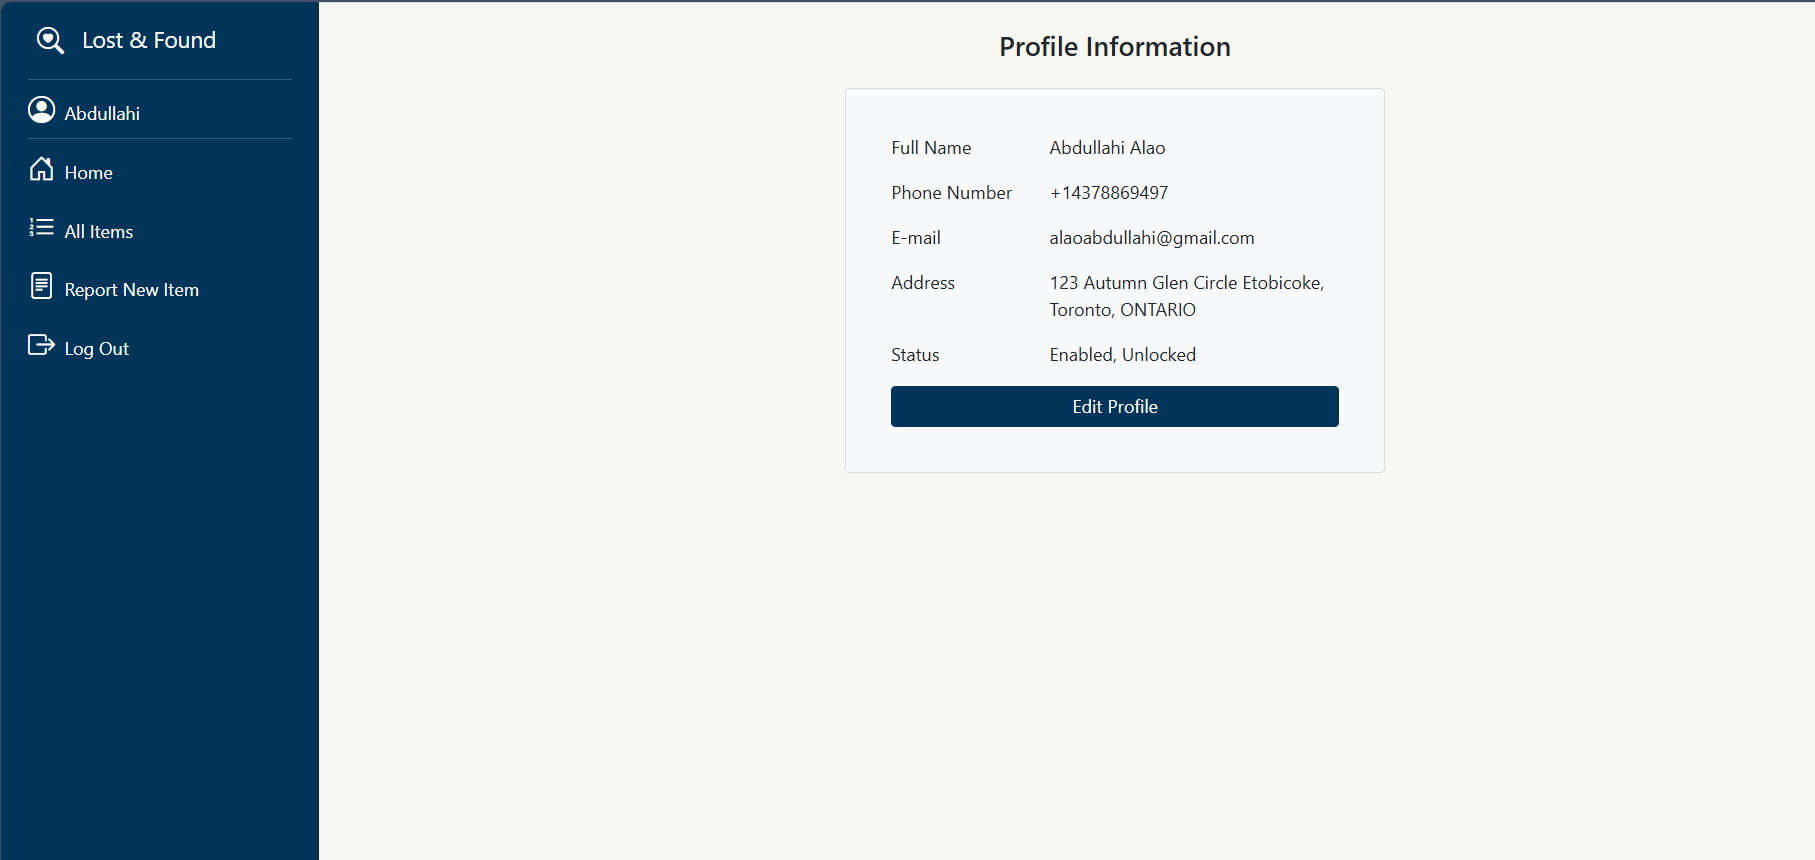 Lost & Found
Abdullahi
Home
All Items
Report New Item
Log Out
Profile Information
Full Name Abdullahi Alao
Phone Number +14378869497
E-mail alaoabdullahi@gmail.com
Address 123 Autumn Glen Circle Etobicoke,
Toronto, ONTARIO
Status Enabled, Unlocked
Edit Profile